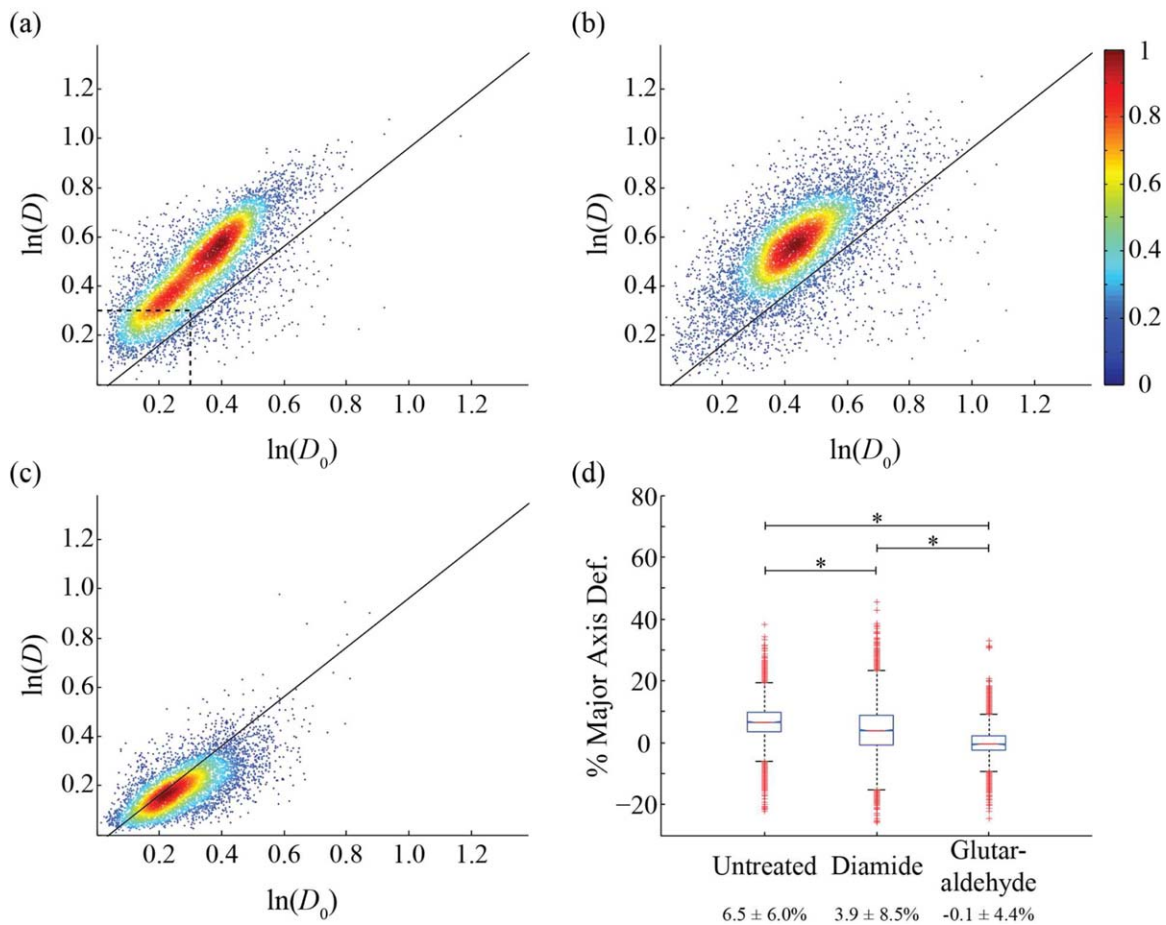 (a)
(b)
ln(D)
1.2
1.0
0.8
0.6
0.4
0.2
0.2 0.4 0.6 0.8 1.0 1.2
ln(D0)
ln(D)
1.2
1.0
0.8
0.6
0.4
0.2
0.2 0.4 0.6 0.8 1.0 1.2
ln(D0)
1
0.8
0.6
0.4
0.2
0
(c)
(d)
ln(D)
1.2
1.0
0.8
0.6
0.4
0.2
0.2 0.4 0.6 0.8 1.0 1.2
ln(D0)
% Major Axis Def.
80
60
40
20
0
−20
*
*
*
Untreated Diamide Glutar-
aldehyde
6.5 ± 6.0% 3.9 ± 8.5% -0.1 ± 4.4%